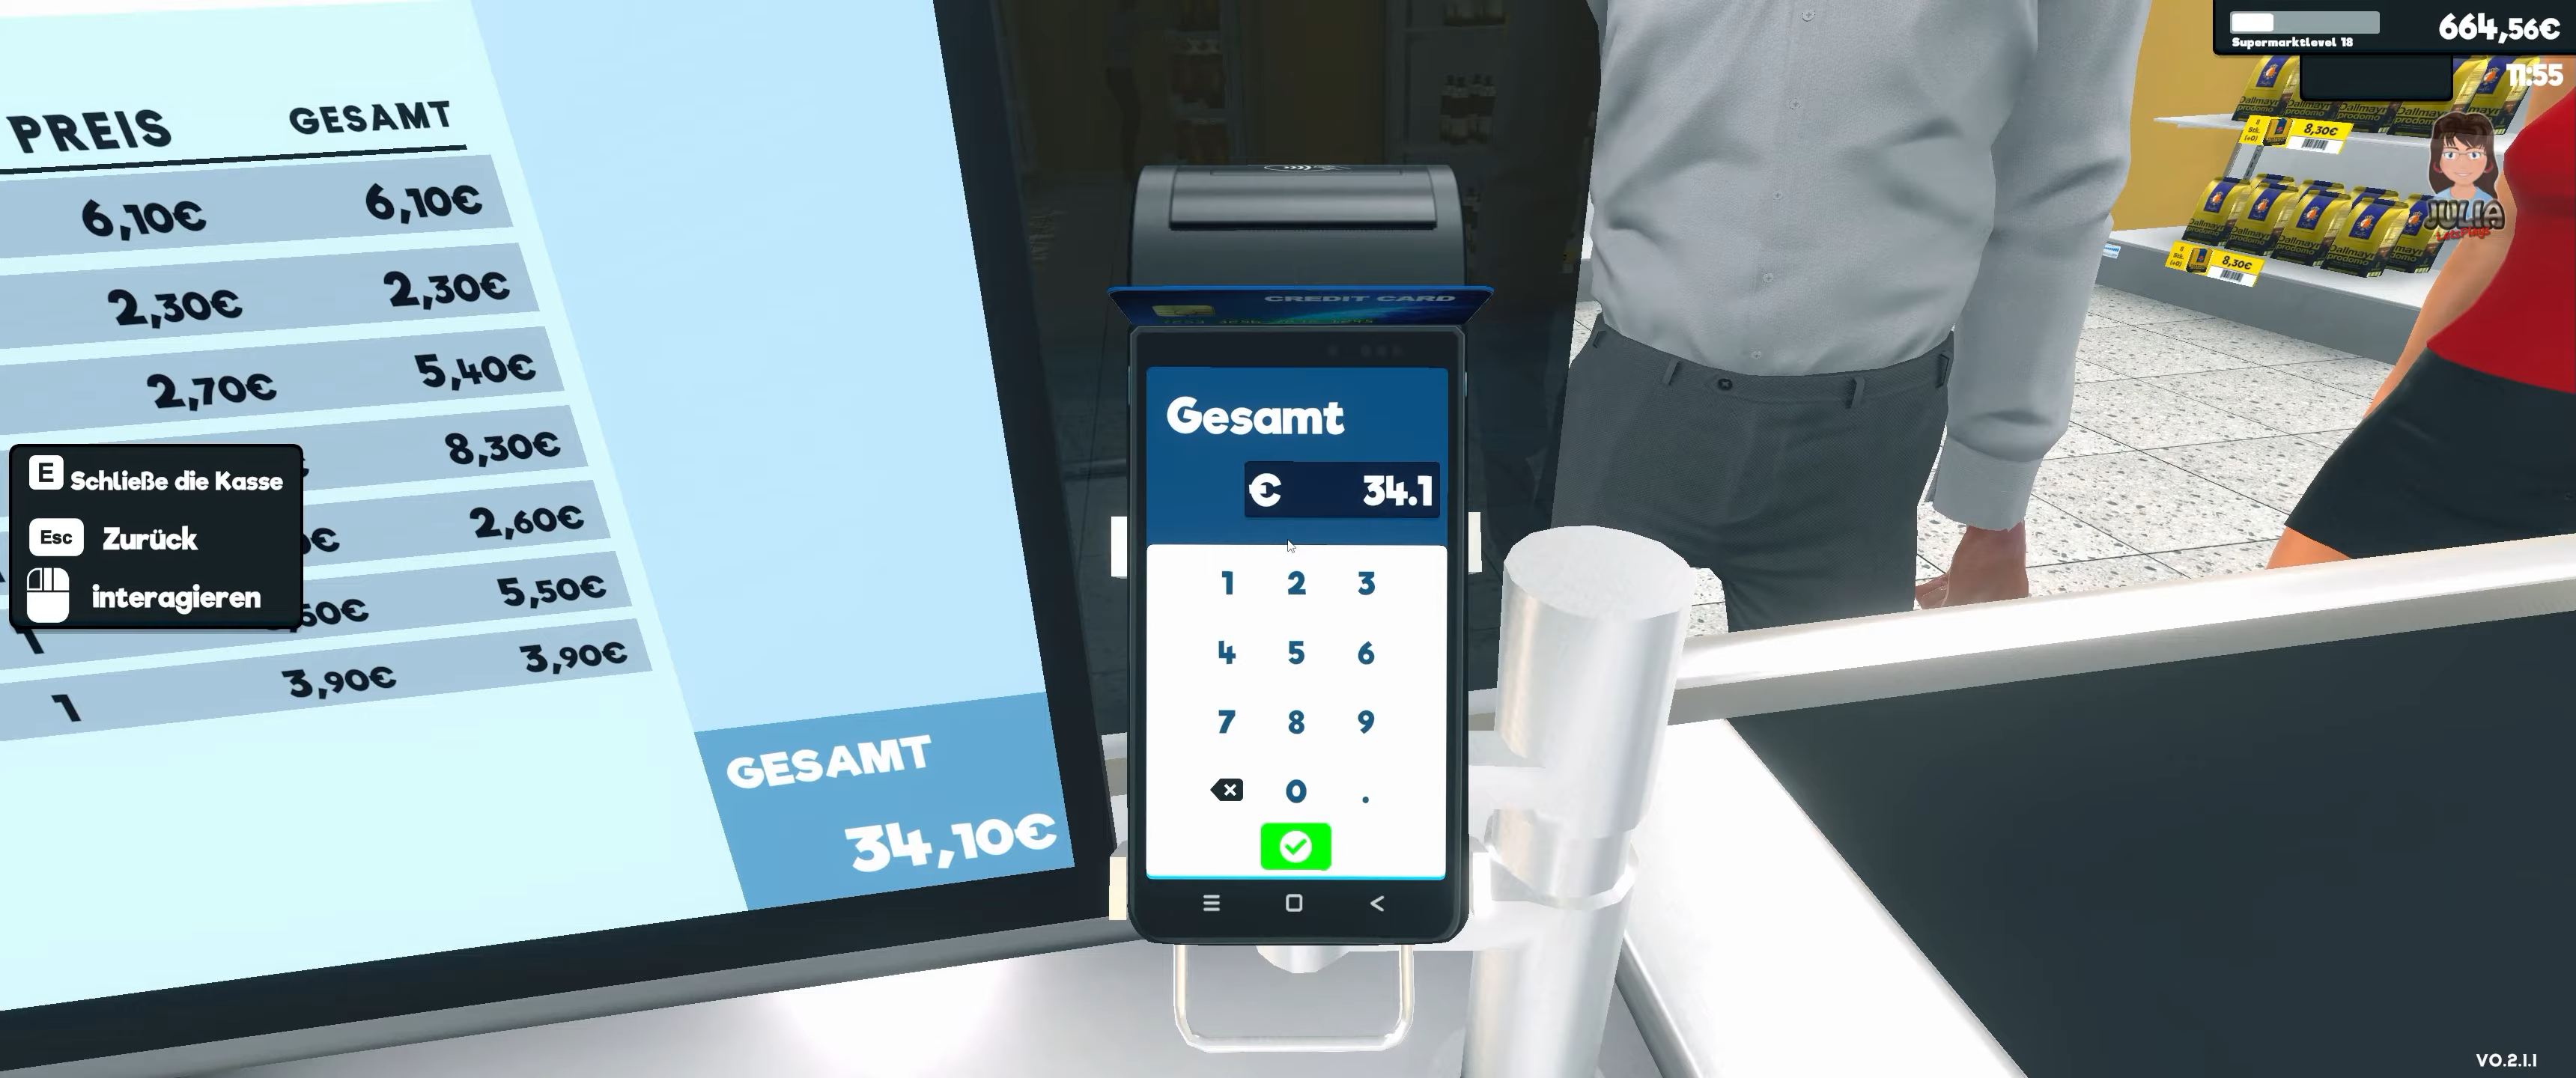 PREIS GESAMT
6,10€ 6,10€
2,30€ 2,30€
2,70€ 5,40€
8,30€
2,60€
5,50€
1 3,90€ 3,90€
GESAMT
34,10€
E Schließe die Kasse
Esc Zurück
interagieren
CREDIT CARD
Gesamt
€ 34.1
1 2 3
4 5 6
7 8 9
0 .
664,56€
Supermarktlevel 18
11:55
Dallmayr
prodomo
8,30€
8,30€
JULIA
LetsPlays
V0.2.1.1